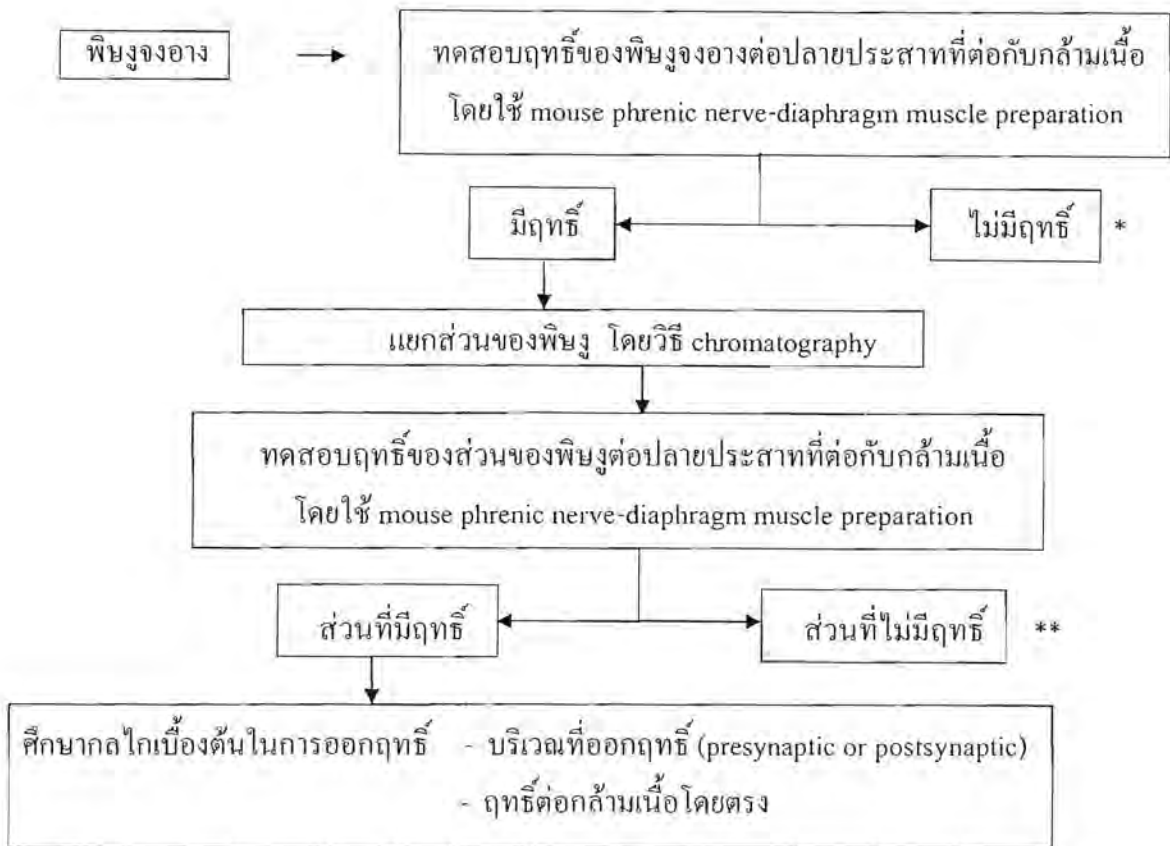 พิษงูจงอาง
ทดสอบฤทธิ์ของพิษงูจงอางต่อปลายประสาทที่ต่อกับกล้ามเนื้อ
โดยใช้ mouse phrenic nerve-diaphragm muscle preparation
มีฤทธิ์
ไม่มีฤทธิ์ *
แยกส่วนของพิษงู โดยวิธี chromatography
ทดสอบฤทธิ์ของส่วนของพิษงูต่อปลายประสาทที่ต่อกับกล้ามเนื้อ
โดยใช้ mouse phrenic nerve-diaphragm muscle preparation
ส่วนที่มีฤทธิ์
ส่วนที่ไม่มีฤทธิ์ **
ศึกษากลไกเบื้องต้นในการออกฤทธิ์ - บริเวณที่ออกฤทธิ์ (presynaptic or postsynaptic)
- ฤทธิ์ต่อกล้ามเนื้อโดยตรง